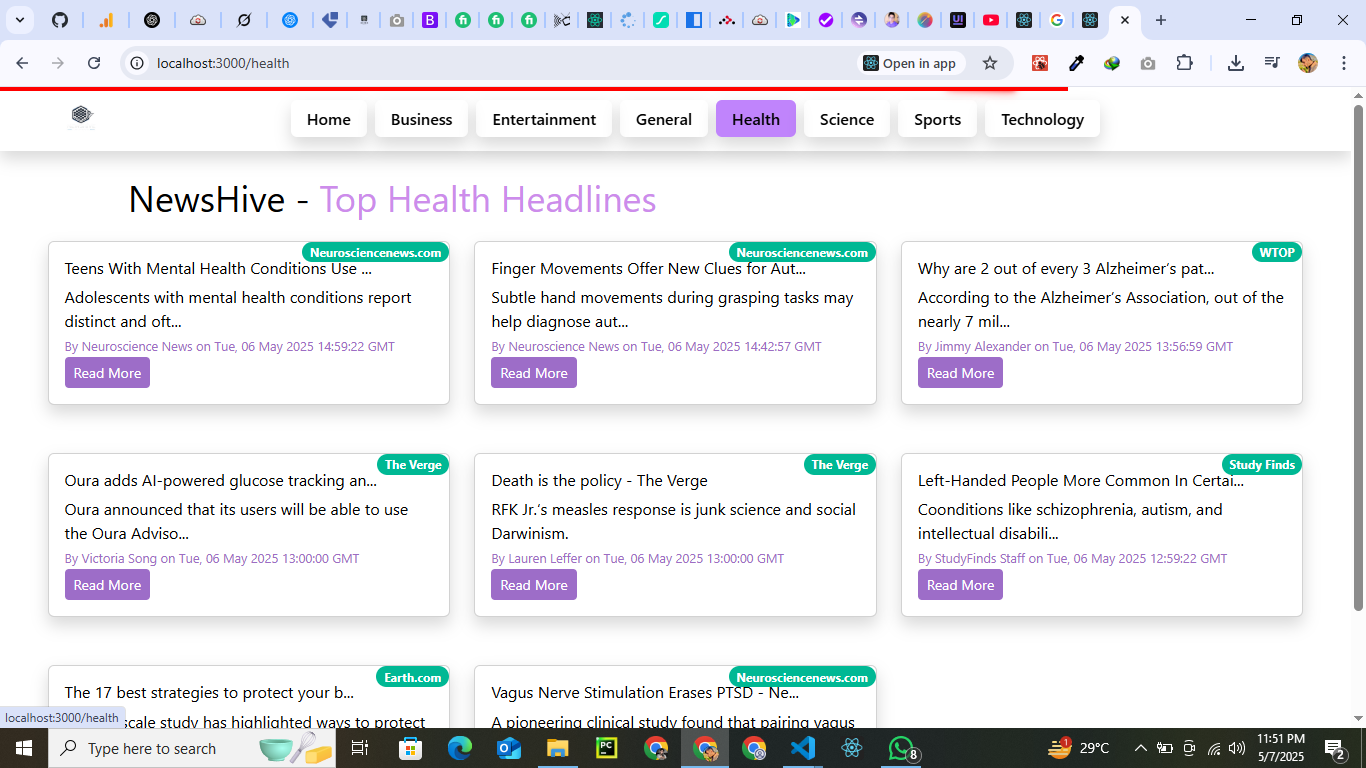 localhost:3000/health
Open in app
Home Business Entertainment General Health Science Sports Technology
NewsHive - Top Health Headlines
Neurosciencenews.com
Teens With Mental Health Conditions Use ...
Adolescents with mental health conditions report
distinct and oft...
By Neuroscience News on Tue, 06 May 2025 14:59:22 GMT
Read More
Neurosciencenews.com
Finger Movements Offer New Clues for Aut...
Subtle hand movements during grasping tasks may
help diagnose aut...
By Neuroscience News on Tue, 06 May 2025 14:42:57 GMT
Read More
WTOP
Why are 2 out of every 3 Alzheimer’s pat...
According to the Alzheimer’s Association, out of the
nearly 7 mil...
By Jimmy Alexander on Tue, 06 May 2025 13:56:59 GMT
Read More
The Verge
Oura adds AI-powered glucose tracking an...
Oura announced that its users will be able to use
the Oura Adviso...
By Victoria Song on Tue, 06 May 2025 13:00:00 GMT
Read More
The Verge
Death is the policy - The Verge
RFK Jr.’s measles response is junk science and social
Darwinism.
By Lauren Leffer on Tue, 06 May 2025 13:00:00 GMT
Read More
Study Finds
Left-Handed People More Common In Certai...
Coonditions like schizophrenia, autism, and
intellectual disabili...
By StudyFinds Staff on Tue, 06 May 2025 12:59:22 GMT
Read More
Earth.com
The 17 best strategies to protect your b...
scale study has highlighted ways to protect
Neurosciencenews.com
Vagus Nerve Stimulation Erases PTSD - Ne...
A pioneering clinical study found that pairing vagus
localhost:3000/health
Type here to search
29°C
11:51 PM
5/7/2025